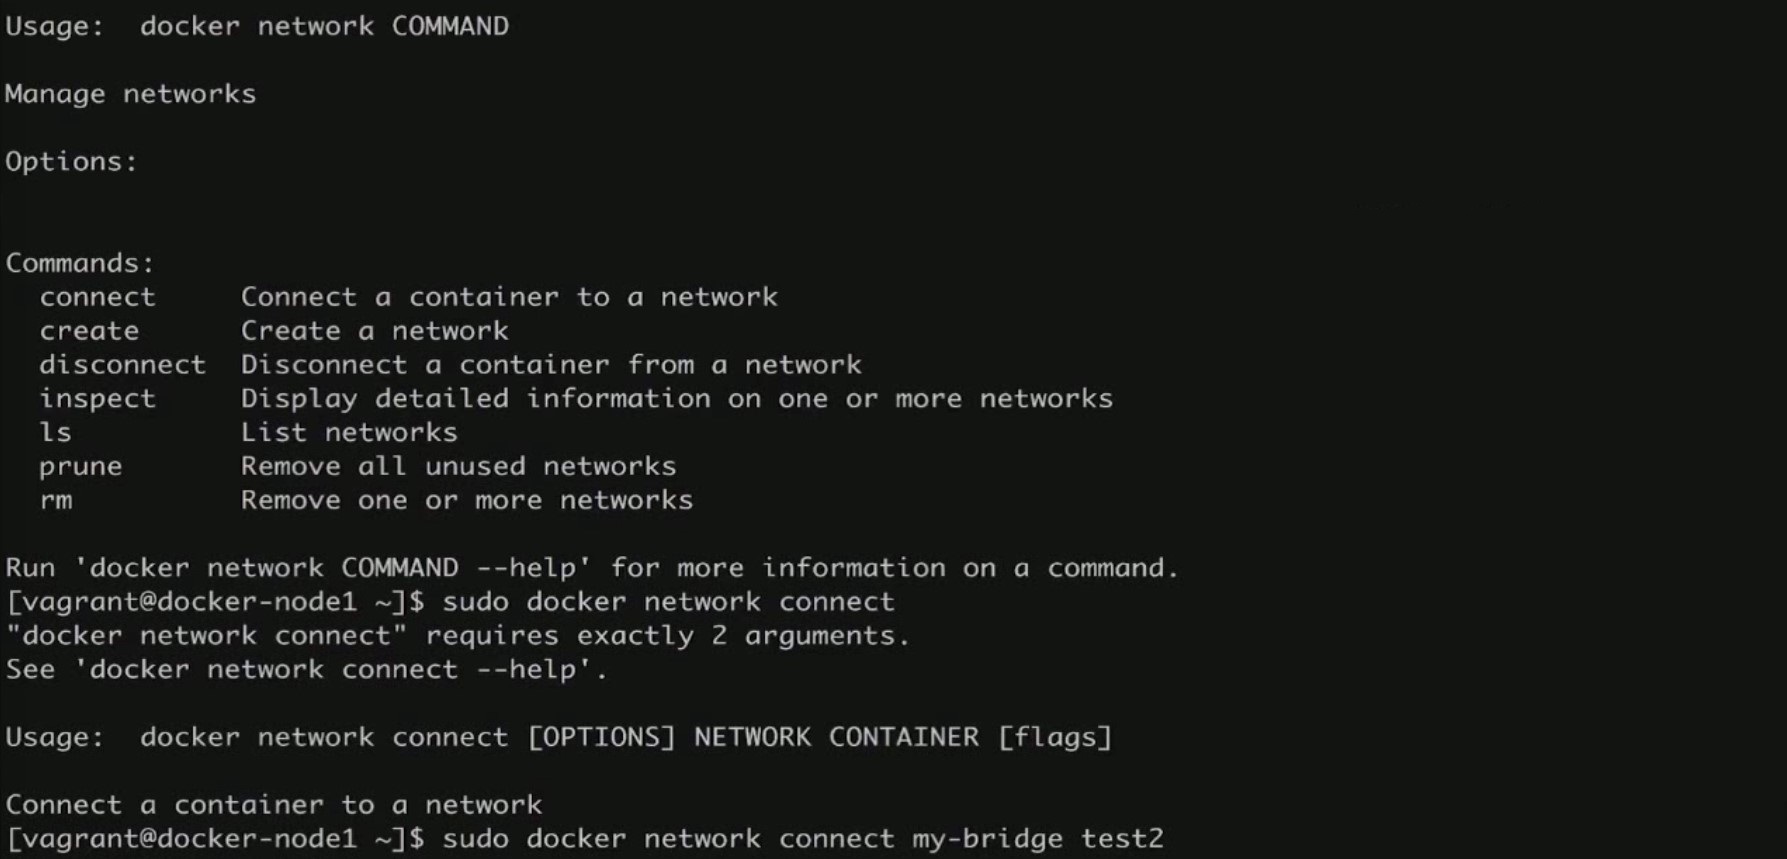 Usage:  docker network COMMAND
Manage networks
Options:
Commands:
  connect     Connect a container to a network
  create      Create a network
  disconnect  Disconnect a container from a network
  inspect     Display detailed information on one or more networks
  ls          List networks
  prune       Remove all unused networks
  rm          Remove one or more networks
Run 'docker network COMMAND --help' for more information on a command.
[vagrant@docker-node1 ~]$ sudo docker network connect
"docker network connect" requires exactly 2 arguments.
See 'docker network connect --help'.
Usage:  docker network connect [OPTIONS] NETWORK CONTAINER [flags]
Connect a container to a network
[vagrant@docker-node1 ~]$ sudo docker network connect my-bridge test2